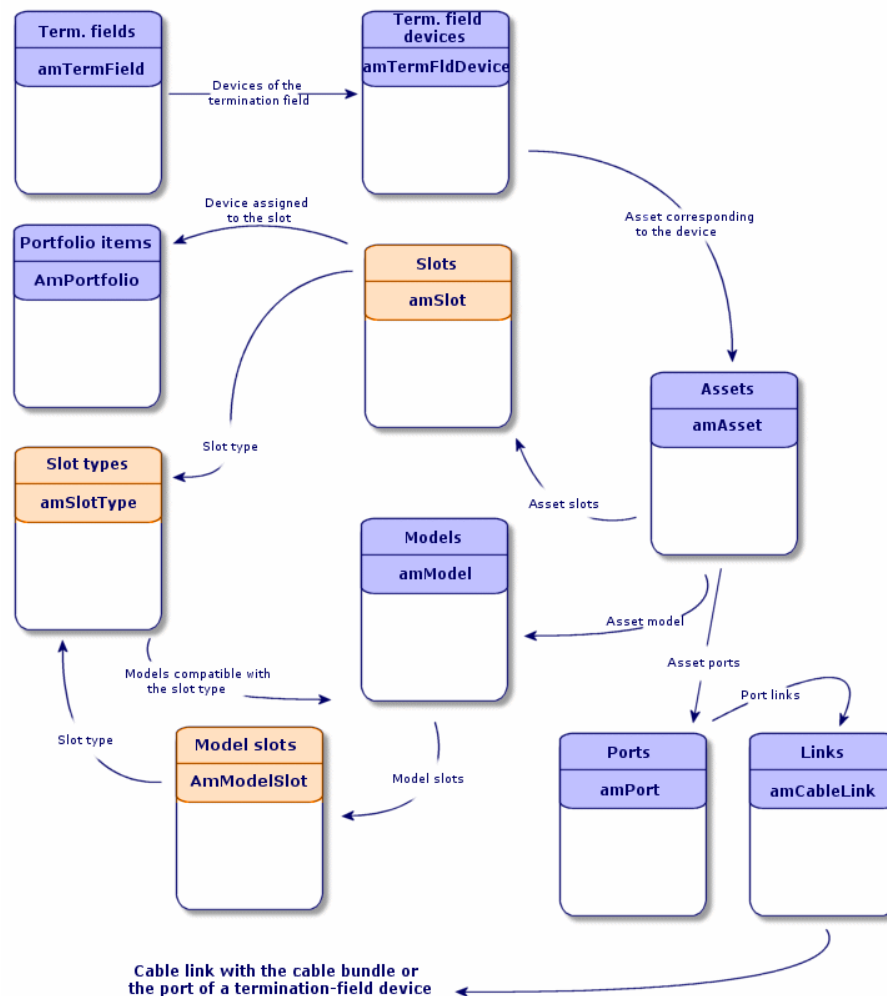 Term. fields
amTermField
Devices of the
termination field
Term. field
devices
amTermFldDevice
Device assigned
to the slot
Asset corresponding
to the device
Portfolio items
AmPortfolio
Slots
amSlot
Assets
amAsset
Slot type
Asset slots
Slot types
amSlotType
Models
amModel
Asset model
Asset ports
Models compatible with
the slot type
Port links
Slot type
Model slots
AmModelSlot
Model slots
Ports
amPort
Links
amCableLink
Cable link with the cable bundle or
the port of a termination-field device